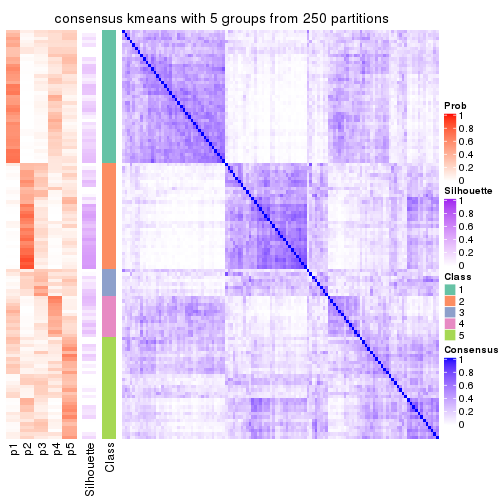 consensus kmeans with 5 groups from 250 partitions
Prob
1
0.8
0.6
0.4
0.2
0
Silhouette
1
0.8
0.6
0.4
0.2
0
Class
1
2
3
4
5
Consensus
1
0.8
0.6
0.4
0.2
0
p1
p2
p3
p4
p5
Silhouette
Class